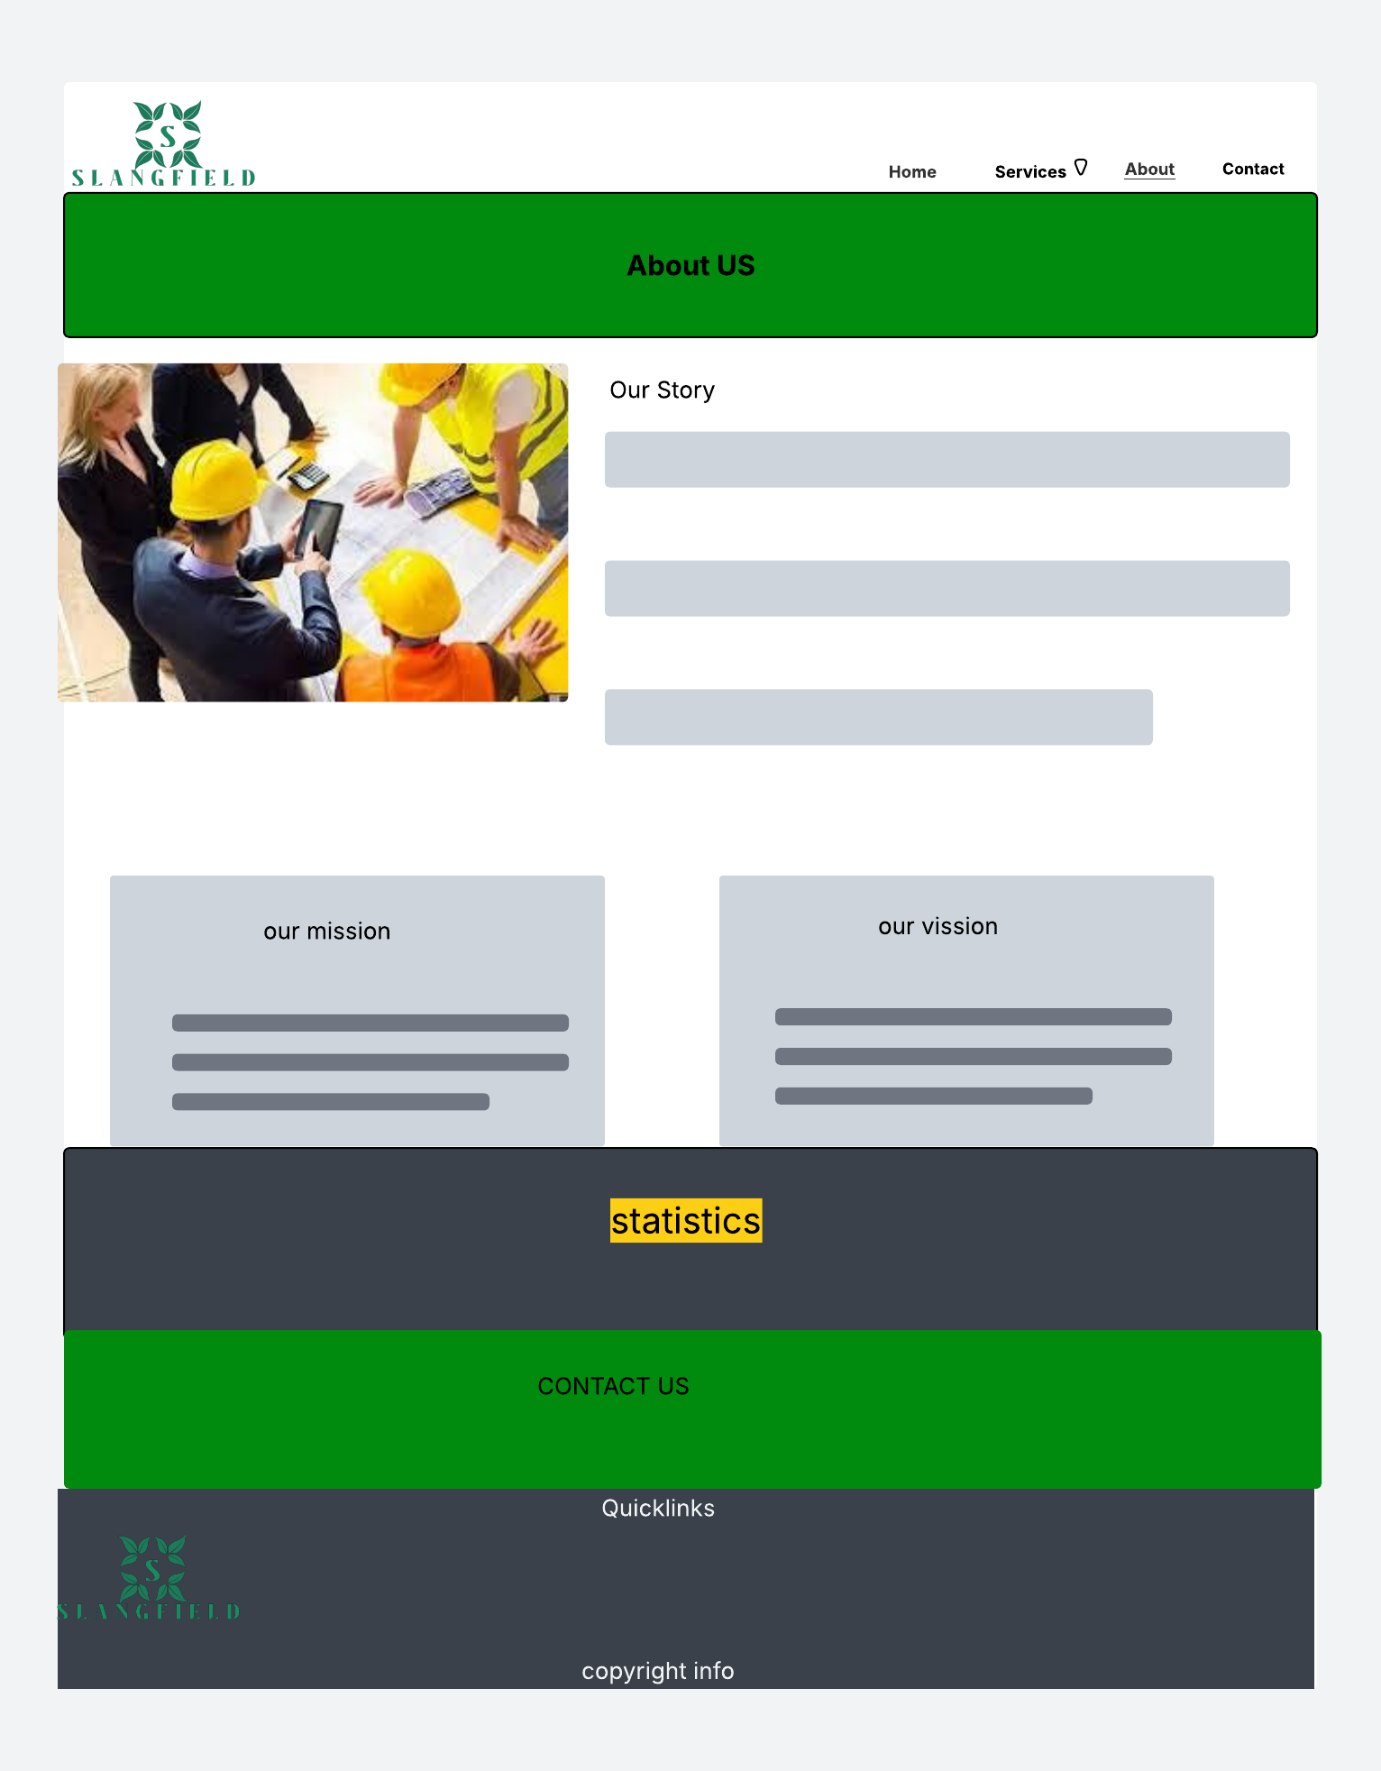 S
SLANGFIELD
Home Services About Contact
About US
Our Story
our mission
our vission
statistics
CONTACT US
Quicklinks
S
SLANGFIELD
copyright info